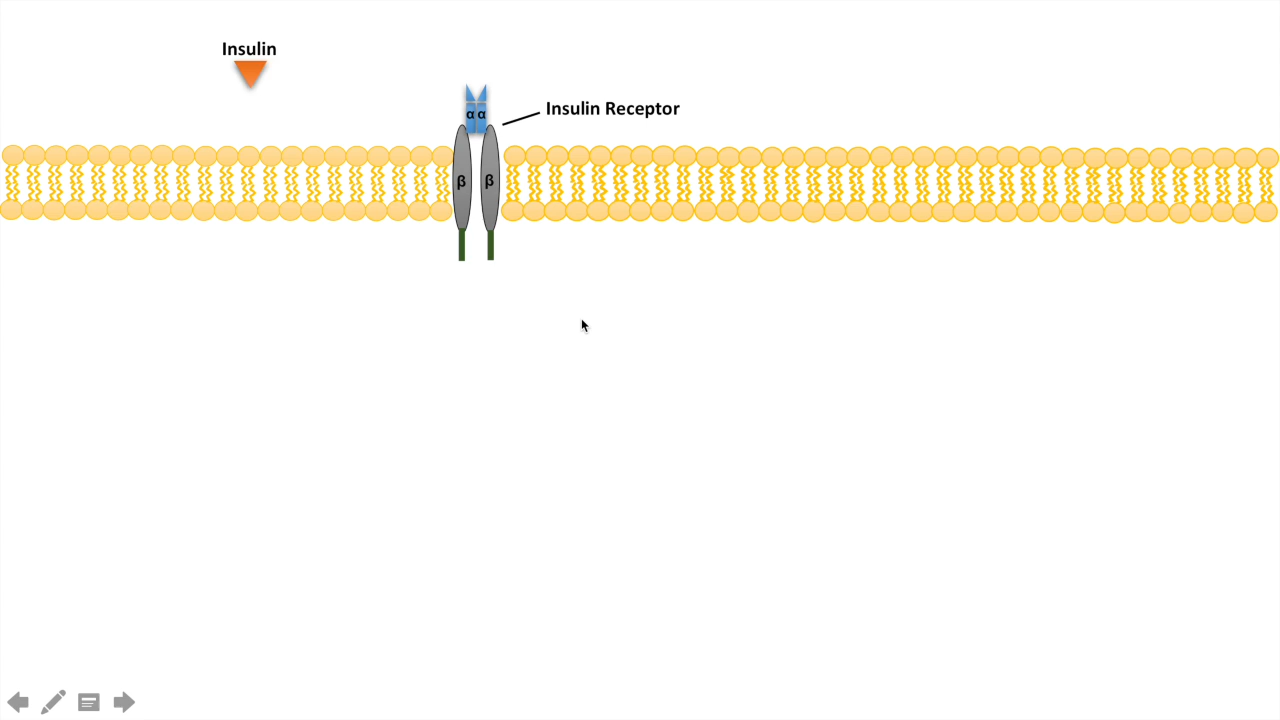 Insulin
Insulin Receptor
α α
β β